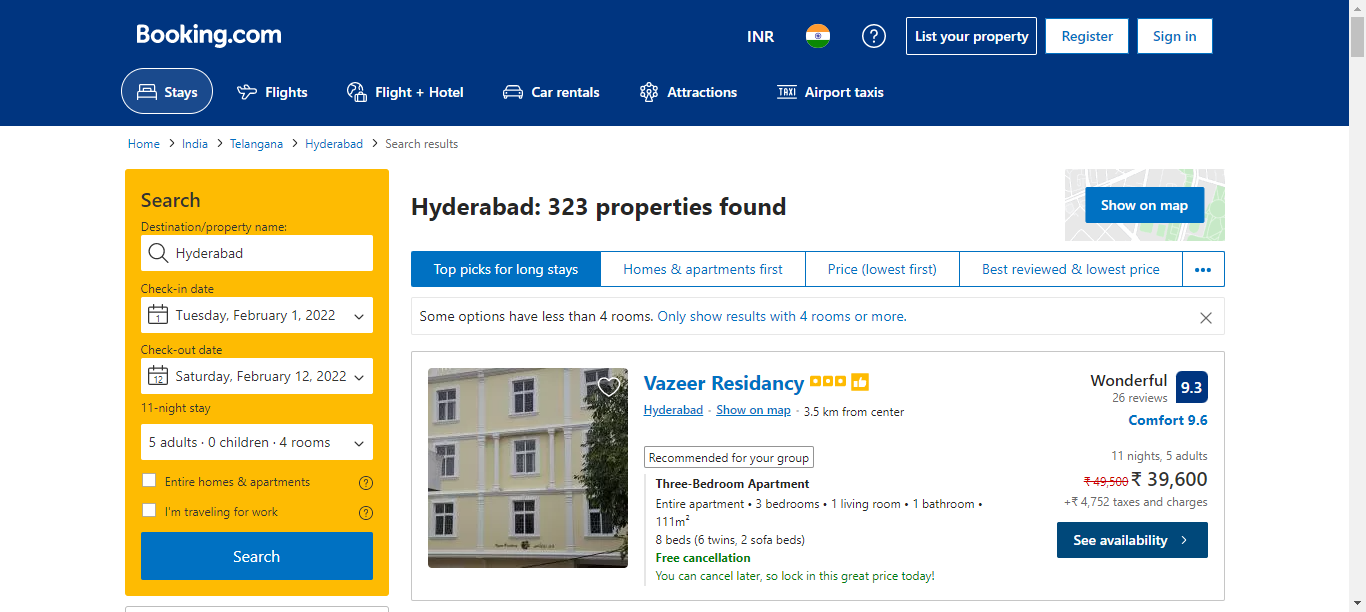 Booking.com
INR
List your property
Register
Sign in
Stays
Flights
Flight + Hotel
Car rentals
TAXI
Attractions
Airport taxis
Home
India
Telangana
Hyderabad
Search results
Search
Destination/property name:
Hyderabad
Check-in date
1
Tuesday, February 1, 2022
Check-out date
12
Saturday, February 12, 2022
11-night stay
5 adults · 0 children · 4 rooms
Entire homes & apartments
I'm traveling for work
Search
Hyderabad: 323 properties found
Show on map
Top picks for long stays
Homes & apartments first
Price (lowest first)
Best reviewed & lowest price
Some options have less than 4 rooms. Only show results with 4 rooms or more.
Vazeer Residancy
Hyderabad · Show on map · 3.5 km from center
Recommended for your group
Three-Bedroom Apartment
Entire apartment • 3 bedrooms • 1 living room • 1 bathroom •
111m²
8 beds (6 twins, 2 sofa beds)
Free cancellation
You can cancel later, so lock in this great price today!
Wonderful
26 reviews
9.3
Comfort 9.6
11 nights, 5 adults
₹ 49,500 ₹ 39,600
+₹ 4,752 taxes and charges
See availability